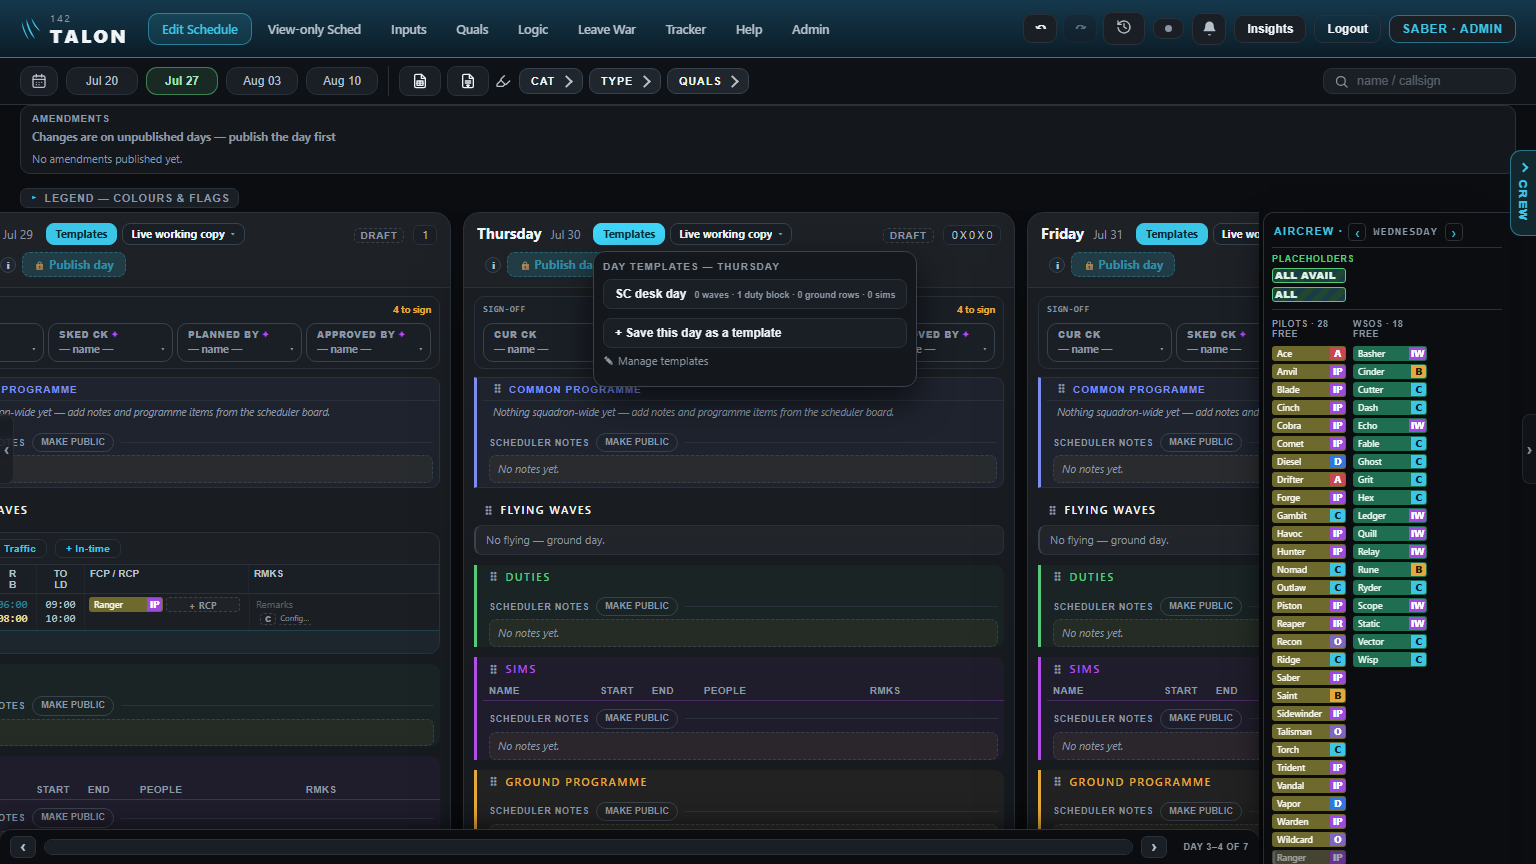 142
TALON
Edit Schedule
View-only Sched
Inputs
Quals
Logic
Leave War
Tracker
Help
Admin
Insights
Logout
SABER · ADMIN
Jul 20
Jul 27
Aug 03
Aug 10
CAT
TYPE
QUALS
name / callsign
AMENDMENTS
Changes are on unpublished days — publish the day first
No amendments published yet.
LEGEND — COLOURS & FLAGS
CREW
Jul 29
Templates
Live working copy
DRAFT
1
Publish day
4 to sign
SKED CK
— name —
PLANNED BY
— name —
APPROVED BY
— name —
PROGRAMME
n-wide yet — add notes and programme items from the scheduler board.
TES
MAKE PUBLIC
AVES
Traffic
+ In-time
R
B
TO
LD
FCP / RCP
RMKS
06:00
08:00
09:00
10:00
Ranger IP
+ RCP
Remarks
C Config...
OTES
MAKE PUBLIC
START
END
PEOPLE
RMKS
OTES
MAKE PUBLIC
Thursday Jul 30
Templates
Live working copy
DRAFT
0X0X0
Publish da
DAY TEMPLATES — THURSDAY
SC desk day 0 waves · 1 duty block · 0 ground rows · 0 sims
+ Save this day as a template
Manage templates
SIGN-OFF
4 to sign
CUR CK
— name —
VED BY
e —
COMMON PROGRAMME
Nothing squadron-wide yet — add notes and programme items from the scheduler board.
SCHEDULER NOTES
MAKE PUBLIC
No notes yet.
FLYING WAVES
No flying — ground day.
DUTIES
SCHEDULER NOTES
MAKE PUBLIC
No notes yet.
SIMS
NAME
START
END
PEOPLE
RMKS
SCHEDULER NOTES
MAKE PUBLIC
No notes yet.
GROUND PROGRAMME
SCHEDULER NOTES
MAKE PUBLIC
Friday Jul 31
Templates
Live wo
Publish day
SIGN-OFF
CUR CK
— name —
SKED CK
— name —
COMMON PROGRAMME
Nothing squadron-wide yet — add notes and
SCHEDULER NOTES
MAKE PUBLIC
No notes yet.
FLYING WAVES
No flying — ground day.
DUTIES
SCHEDULER NOTES
MAKE PUBLIC
No notes yet.
SIMS
NAME
START
END
SCHEDULER NOTES
MAKE PUBLIC
No notes yet.
GROUND PROGRAMME
SCHEDULER NOTES
MAKE PUBLIC
AIRCREW ·
WEDNESDAY
PLACEHOLDERS
ALL AVAIL
ALL
PILOTS · 28 FREE
WSOS · 18 FREE
Ace A
Basher IW
Anvil IP
Cinder B
Blade IP
Cutter C
Cinch IP
Dash C
Cobra IP
Echo IW
Comet IP
Fable C
Diesel D
Ghost C
Drifter A
Grit C
Forge IP
Hex C
Gambit C
Ledger IW
Havoc IP
Quill IW
Hunter IP
Relay IW
Nomad C
Rune B
Outlaw C
Ryder C
Piston IP
Scope IW
Reaper IR
Static IW
Recon O
Vector C
Ridge C
Wisp C
Saber IP
Saint B
Sidewinder IP
Talisman O
Torch C
Trident IP
Vandal IP
Vapor D
Warden IP
Wildcard O
Ranger IP
DAY 3–4 OF 7